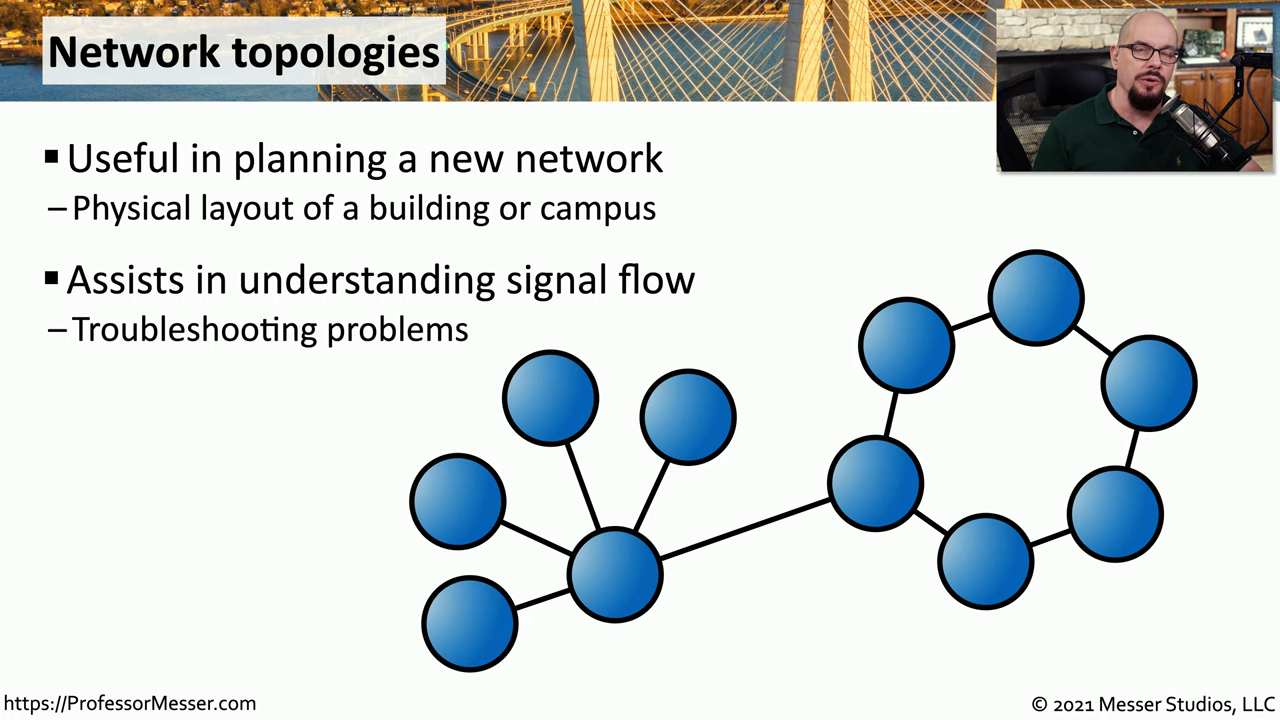 Network topologies
▪ Useful in planning a new network
– Physical layout of a building or campus
▪ Assists in understanding signal flow
– Troubleshooting problems
https://ProfessorMesser.com
© 2021 Messer Studios, LLC